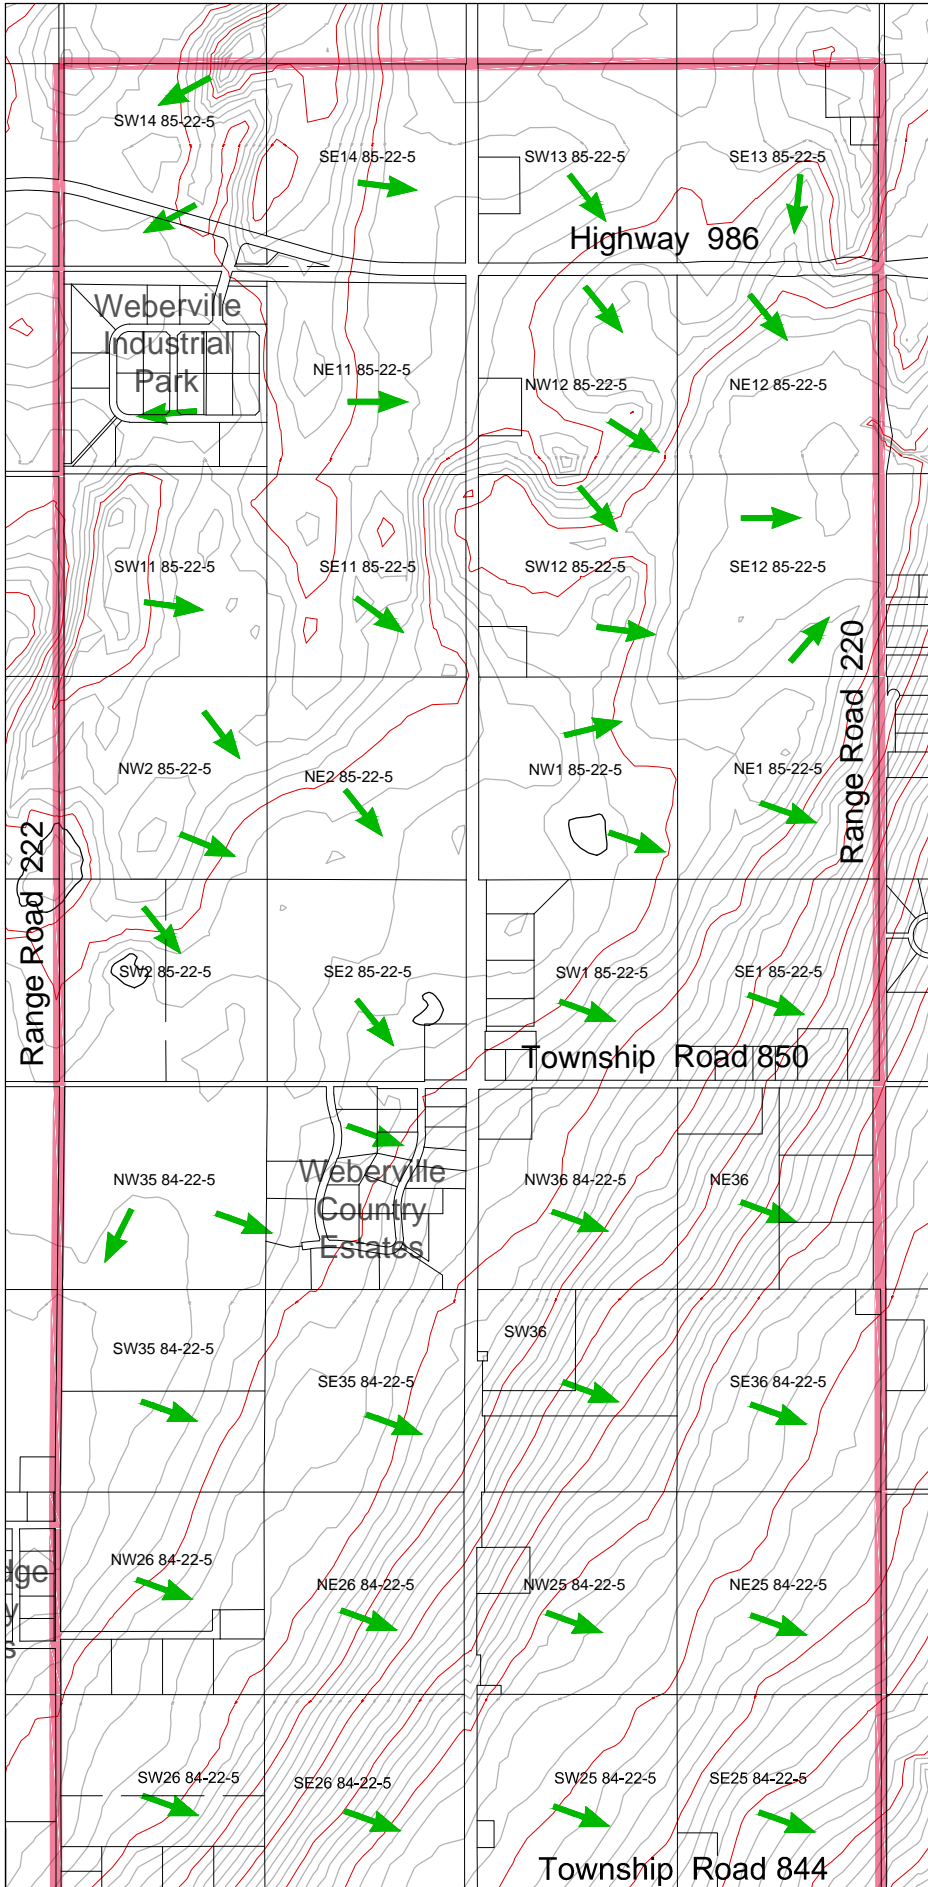 SW14 85-22-5
SE14 85-22-5
SW13 85-22-5
SE13 85-22-5
Highway 986
Weberville
Industrial
Park
NE11 85-22-5
NW12 85-22-5
NE12 85-22-5
SW11 85-22-5
SE11 85-22-5
SW12 85-22-5
SE12 85-22-5
Range Road 220
NW2 85-22-5
NE2 85-22-5
NW1 85-22-5
NE1 85-22-5
Range Road 222
SW2 85-22-5
SE2 85-22-5
SW1 85-22-5
SE1 85-22-5
Township Road 850
NW35 84-22-5
Weberville
Country
Estates
NW36 84-22-5
NE36
SW35 84-22-5
SE35 84-22-5
SW36
SE36 84-22-5
NW26 84-22-5
NE26 84-22-5
NW25 84-22-5
NE25 84-22-5
SW26 84-22-5
SE26 84-22-5
SW25 84-22-5
SE25 84-22-5
Township Road 844